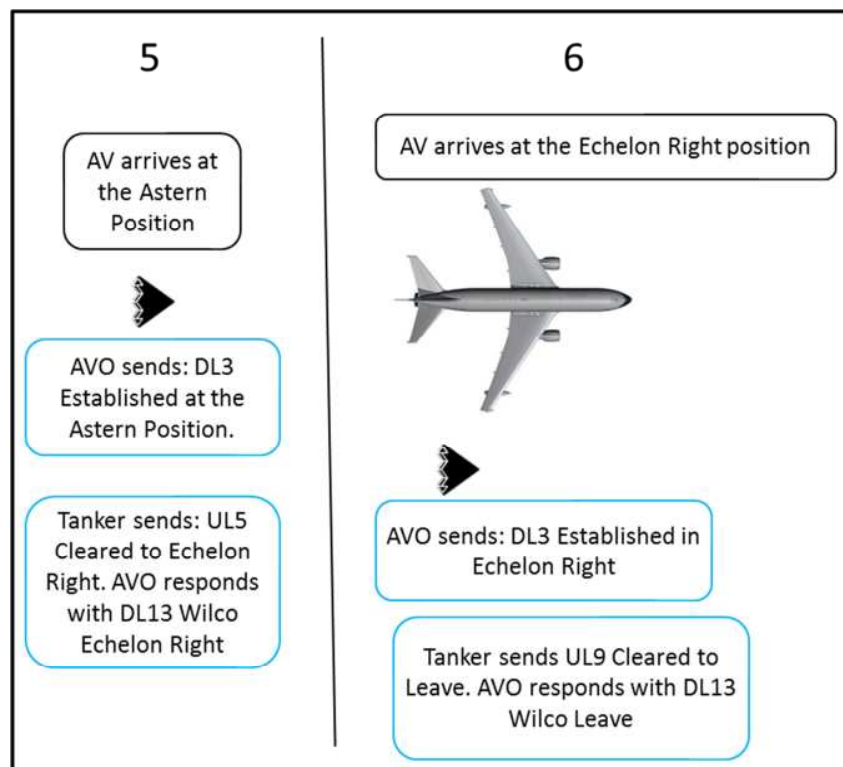 5
AV arrives at
the Astern
Position
AVO sends: DL3
Established at the
Astern Position.
Tanker sends: UL5
Cleared to Echelon
Right. AVO responds
with DL13 Wilco
Echelon Right
6
AV arrives at the Echelon Right position
AVO sends: DL3 Established in
Echelon Right
Tanker sends UL9 Cleared to
Leave. AVO responds with DL13
Wilco Leave